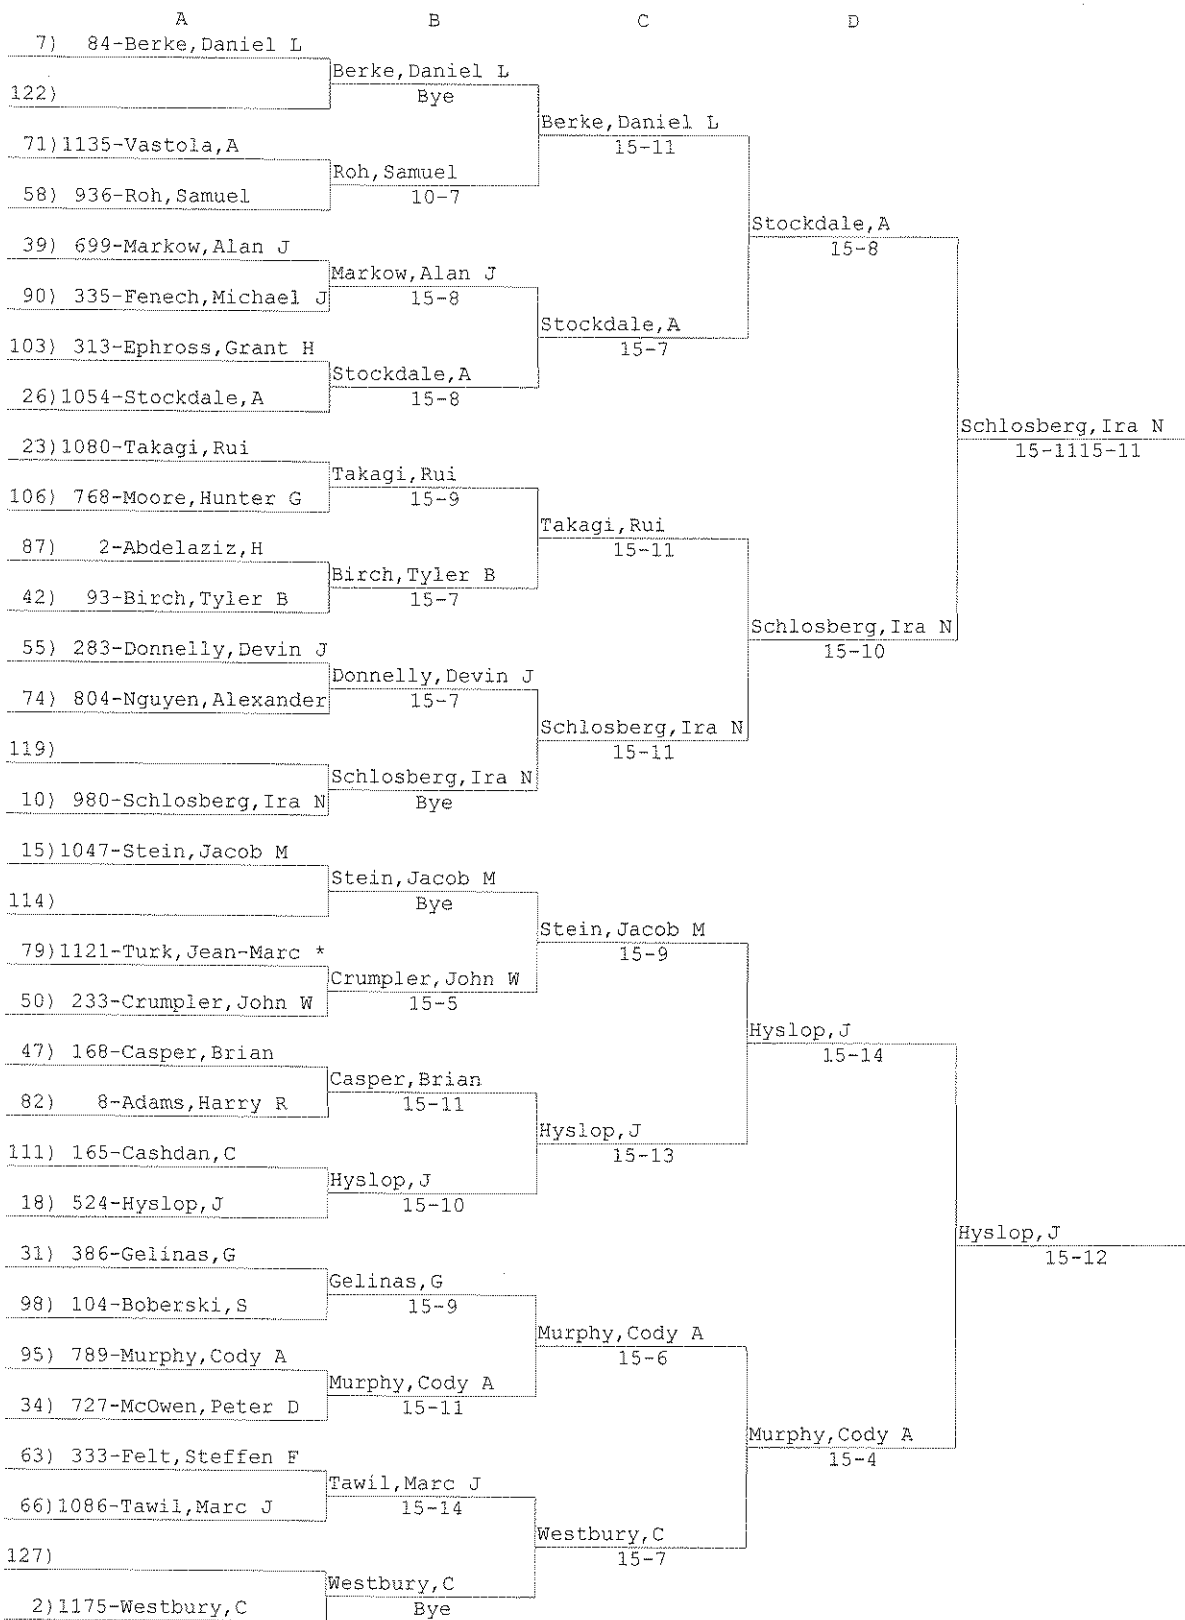 A B C D
7) 84-Berke,Daniel L
Berke,Daniel L
122)
Bye
Berke,Daniel L
71)1135-Vastola,A
15-11
Roh,Samuel
58) 936-Roh,Samuel
10-7
Stockdale,A
39) 699-Markow,Alan J
15-8
Markow,Alan J
90) 335-Fenech,Michael J
15-8
Stockdale,A
103) 313-Ephross,Grant H
15-7
Stockdale,A
26)1054-Stockdale,A
15-8
Schlosberg,Ira N
23)1080-Takagi,Rui
15-1115-11
Takagi,Rui
106) 768-Moore,Hunter G
15-9
Takagi,Rui
87) 2-Abdelaziz,H
15-11
Birch,Tyler B
42) 93-Birch,Tyler B
15-7
Schlosberg,Ira N
55) 283-Donnelly,Devin J
15-10
Donnelly,Devin J
74) 804-Nguyen,Alexander
15-7
Schlosberg,Ira N
119)
15-11
Schlosberg,Ira N
10) 980-Schlosberg,Ira N
Bye
15)1047-Stein,Jacob M
Stein,Jacob M
114)
Bye
Stein,Jacob M
79)1121-Turk,Jean-Marc *
15-9
Crumpler,John W
50) 233-Crumpler,John W
15-5
Hyslop,J
47) 168-Casper,Brian
15-14
Casper,Brian
82) 8-Adams,Harry R
15-11
Hyslop,J
111) 165-Cashdan,C
15-13
Hyslop,J
18) 524-Hyslop,J
15-10
Hyslop,J
31) 386-Gelinas,G
15-12
Gelinas,G
98) 104-Boberski,S
15-9
Murphy,Cody A
95) 789-Murphy,Cody A
15-6
Murphy,Cody A
34) 727-McOwen,Peter D
15-11
Murphy,Cody A
63) 333-Felt,Steffen F
15-4
Tawil,Marc J
66)1086-Tawil,Marc J
15-14
Westbury,C
127)
15-7
Westbury,C
2)1175-Westbury,C
Bye